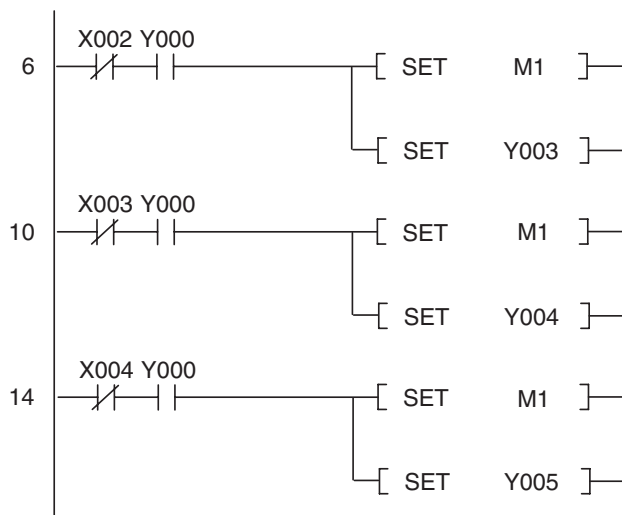 X002 Y000
6 [ SET M1 ]
[ SET Y003 ]
X003 Y000
10 [ SET M1 ]
[ SET Y004 ]
X004 Y000
14 [ SET M1 ]
[ SET Y005 ]